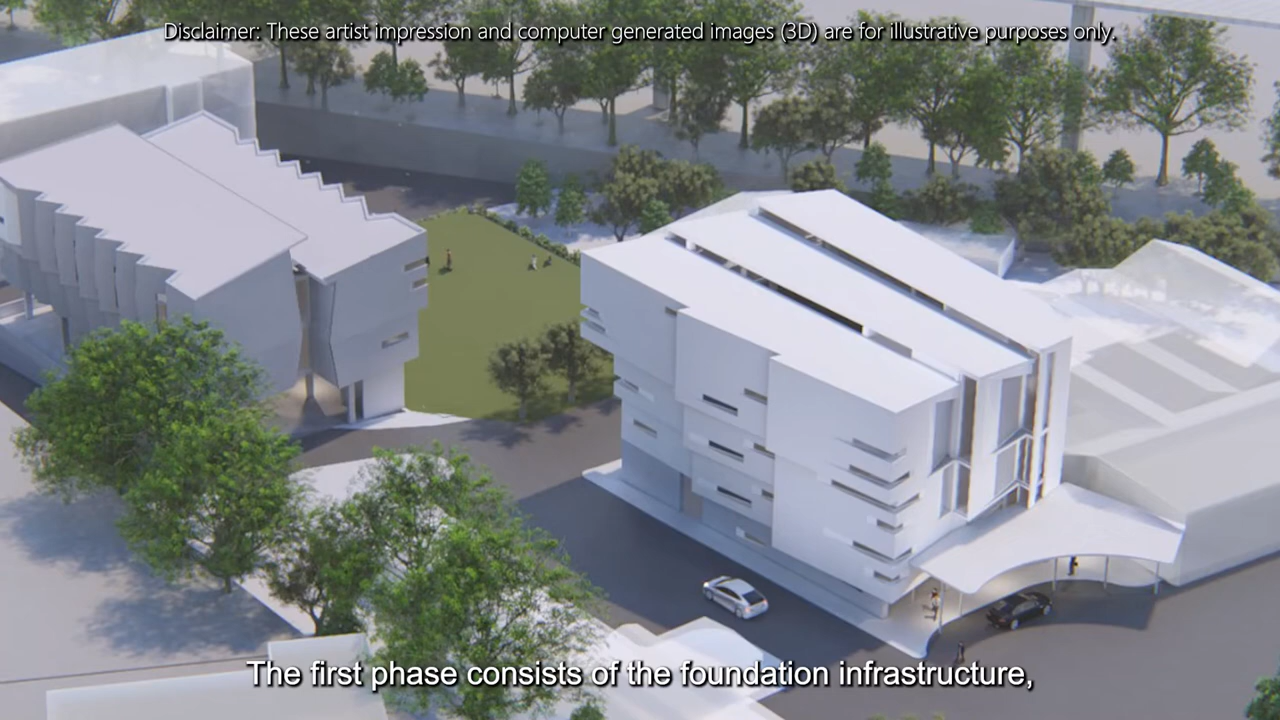 Disclaimer: These artist impression and computer generated images (3D) are for illustrative purposes only.
The first phase consists of the foundation infrastructure,